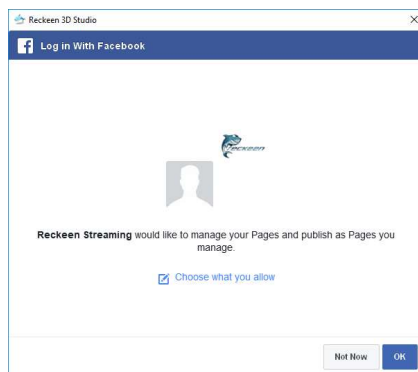 Reckeen 3D Studio
Log in With Facebook
Reckeen
Reckeen Streaming would like to manage your Pages and publish as Pages you
manage.
Choose what you allow
Not Now
OK